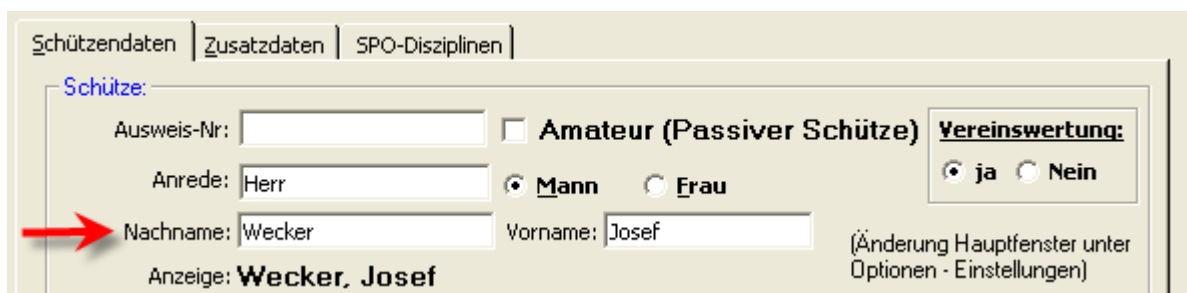 Schützendaten Zusatzdaten SPO-Disziplinen
Schütze:
Ausweis-Nr: Amateur (Passiver Schütze) Vereinswertung:
Anrede: Herr Mann Frau ja Nein
Nachname: Wecker Vorname: Josef
(Änderung Hauptfenster unter
Optionen - Einstellungen)
Anzeige: Wecker, Josef